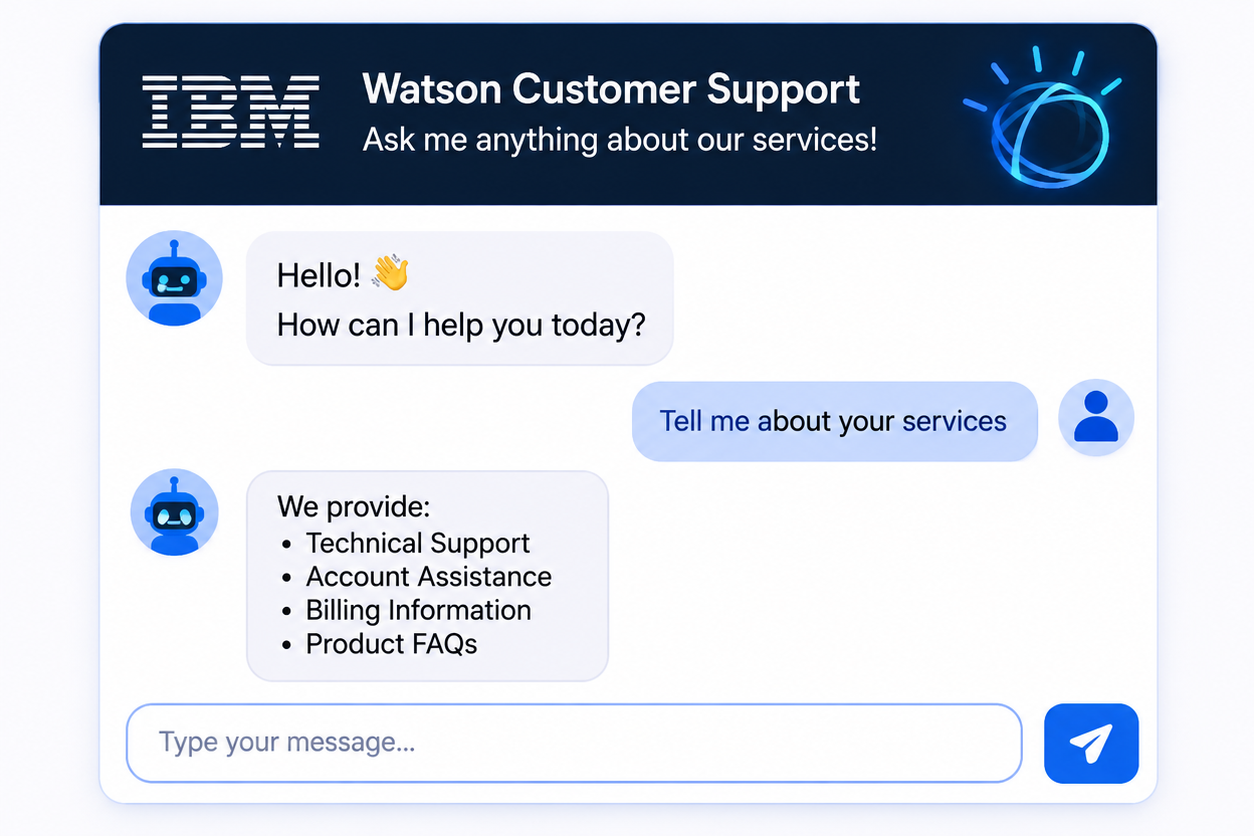 IBM
Watson Customer Support
Ask me anything about our services!
Hello! 👋
How can I help you today?
Tell me about your services
We provide:
• Technical Support
• Account Assistance
• Billing Information
• Product FAQs
Type your message...